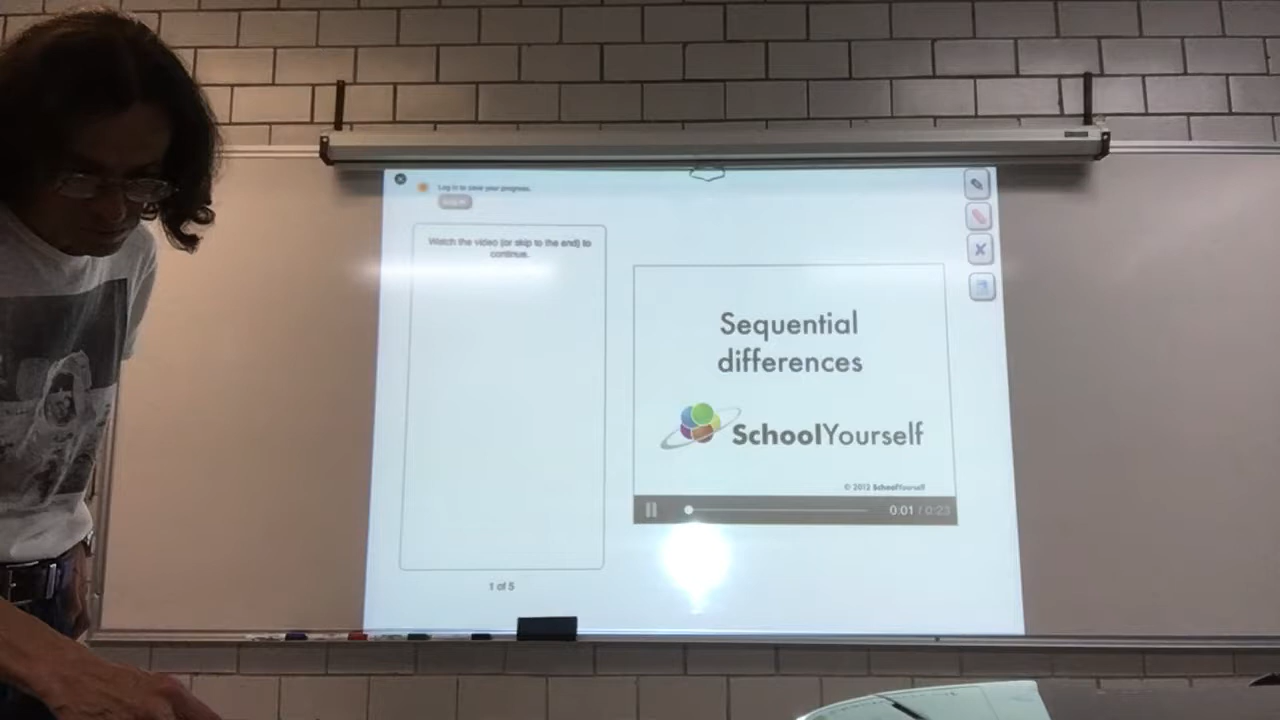 Log in to save your progress.
Log in
Watch the video (or skip to the end) to
continue.
Sequential
differences
SchoolYourself
© 2012 SchoolYourself
0:01 / 0:23
1 of 5